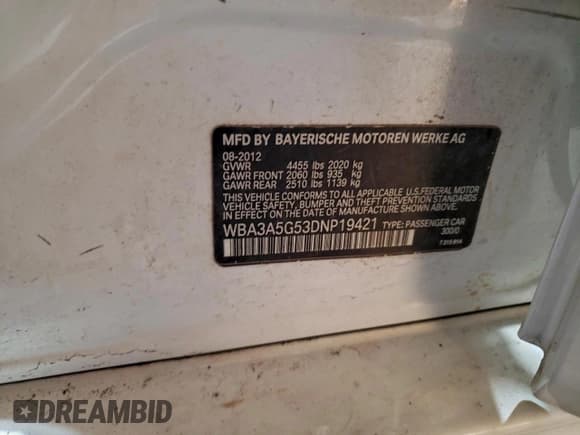 MFD BY BAYERISCHE MOTOREN WERKE AG
08-2012
GVWR 4455 lbs 2020 kg
GAWR FRONT 2060 lbs 935 kg
GAWR REAR 2510 lbs 1139 kg
THIS VEHICLE CONFORMS TO ALL APPLICABLE U.S.FEDERAL MOTOR
VEHICLE SAFETY, BUMPER, AND THEFT PREVENTION STANDARDS
IN EFFECT ON THE DATE OF MANUFACTURE SHOWN ABOVE.
WBA3A5G53DNP19421 TYPE: PASSENGER CAR
300/0
DREAMBID